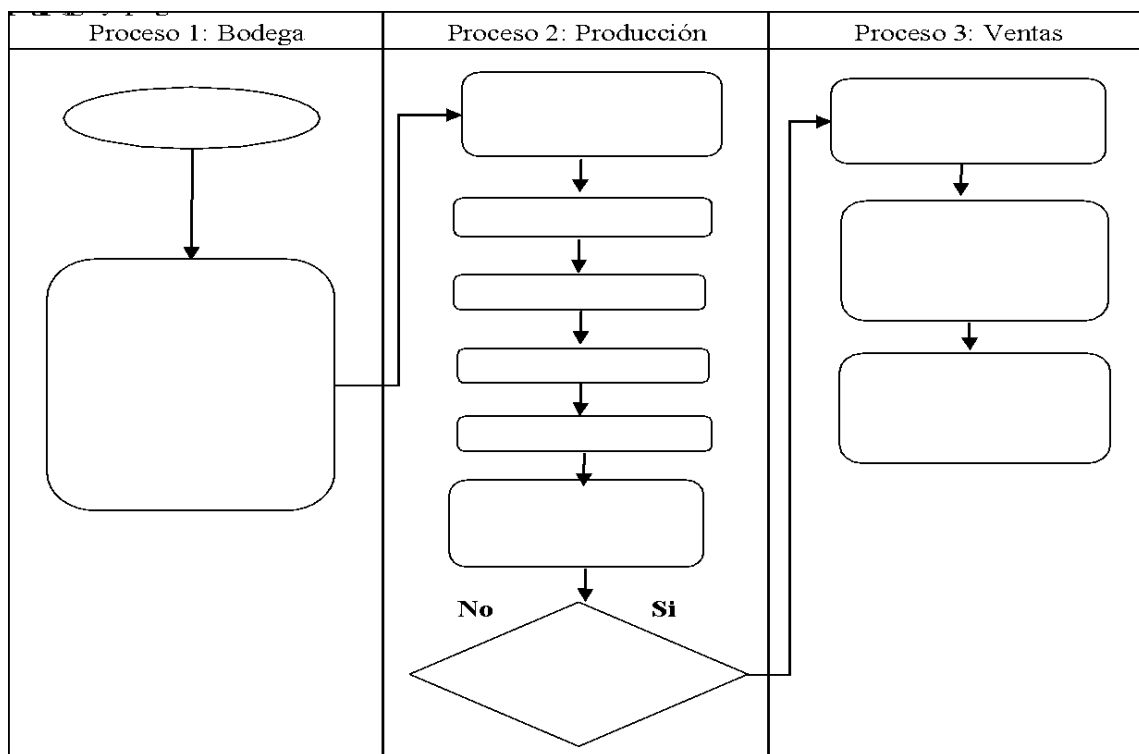 Proceso 1: Bodega
Proceso 2: Producción
Proceso 3: Ventas
No
Si